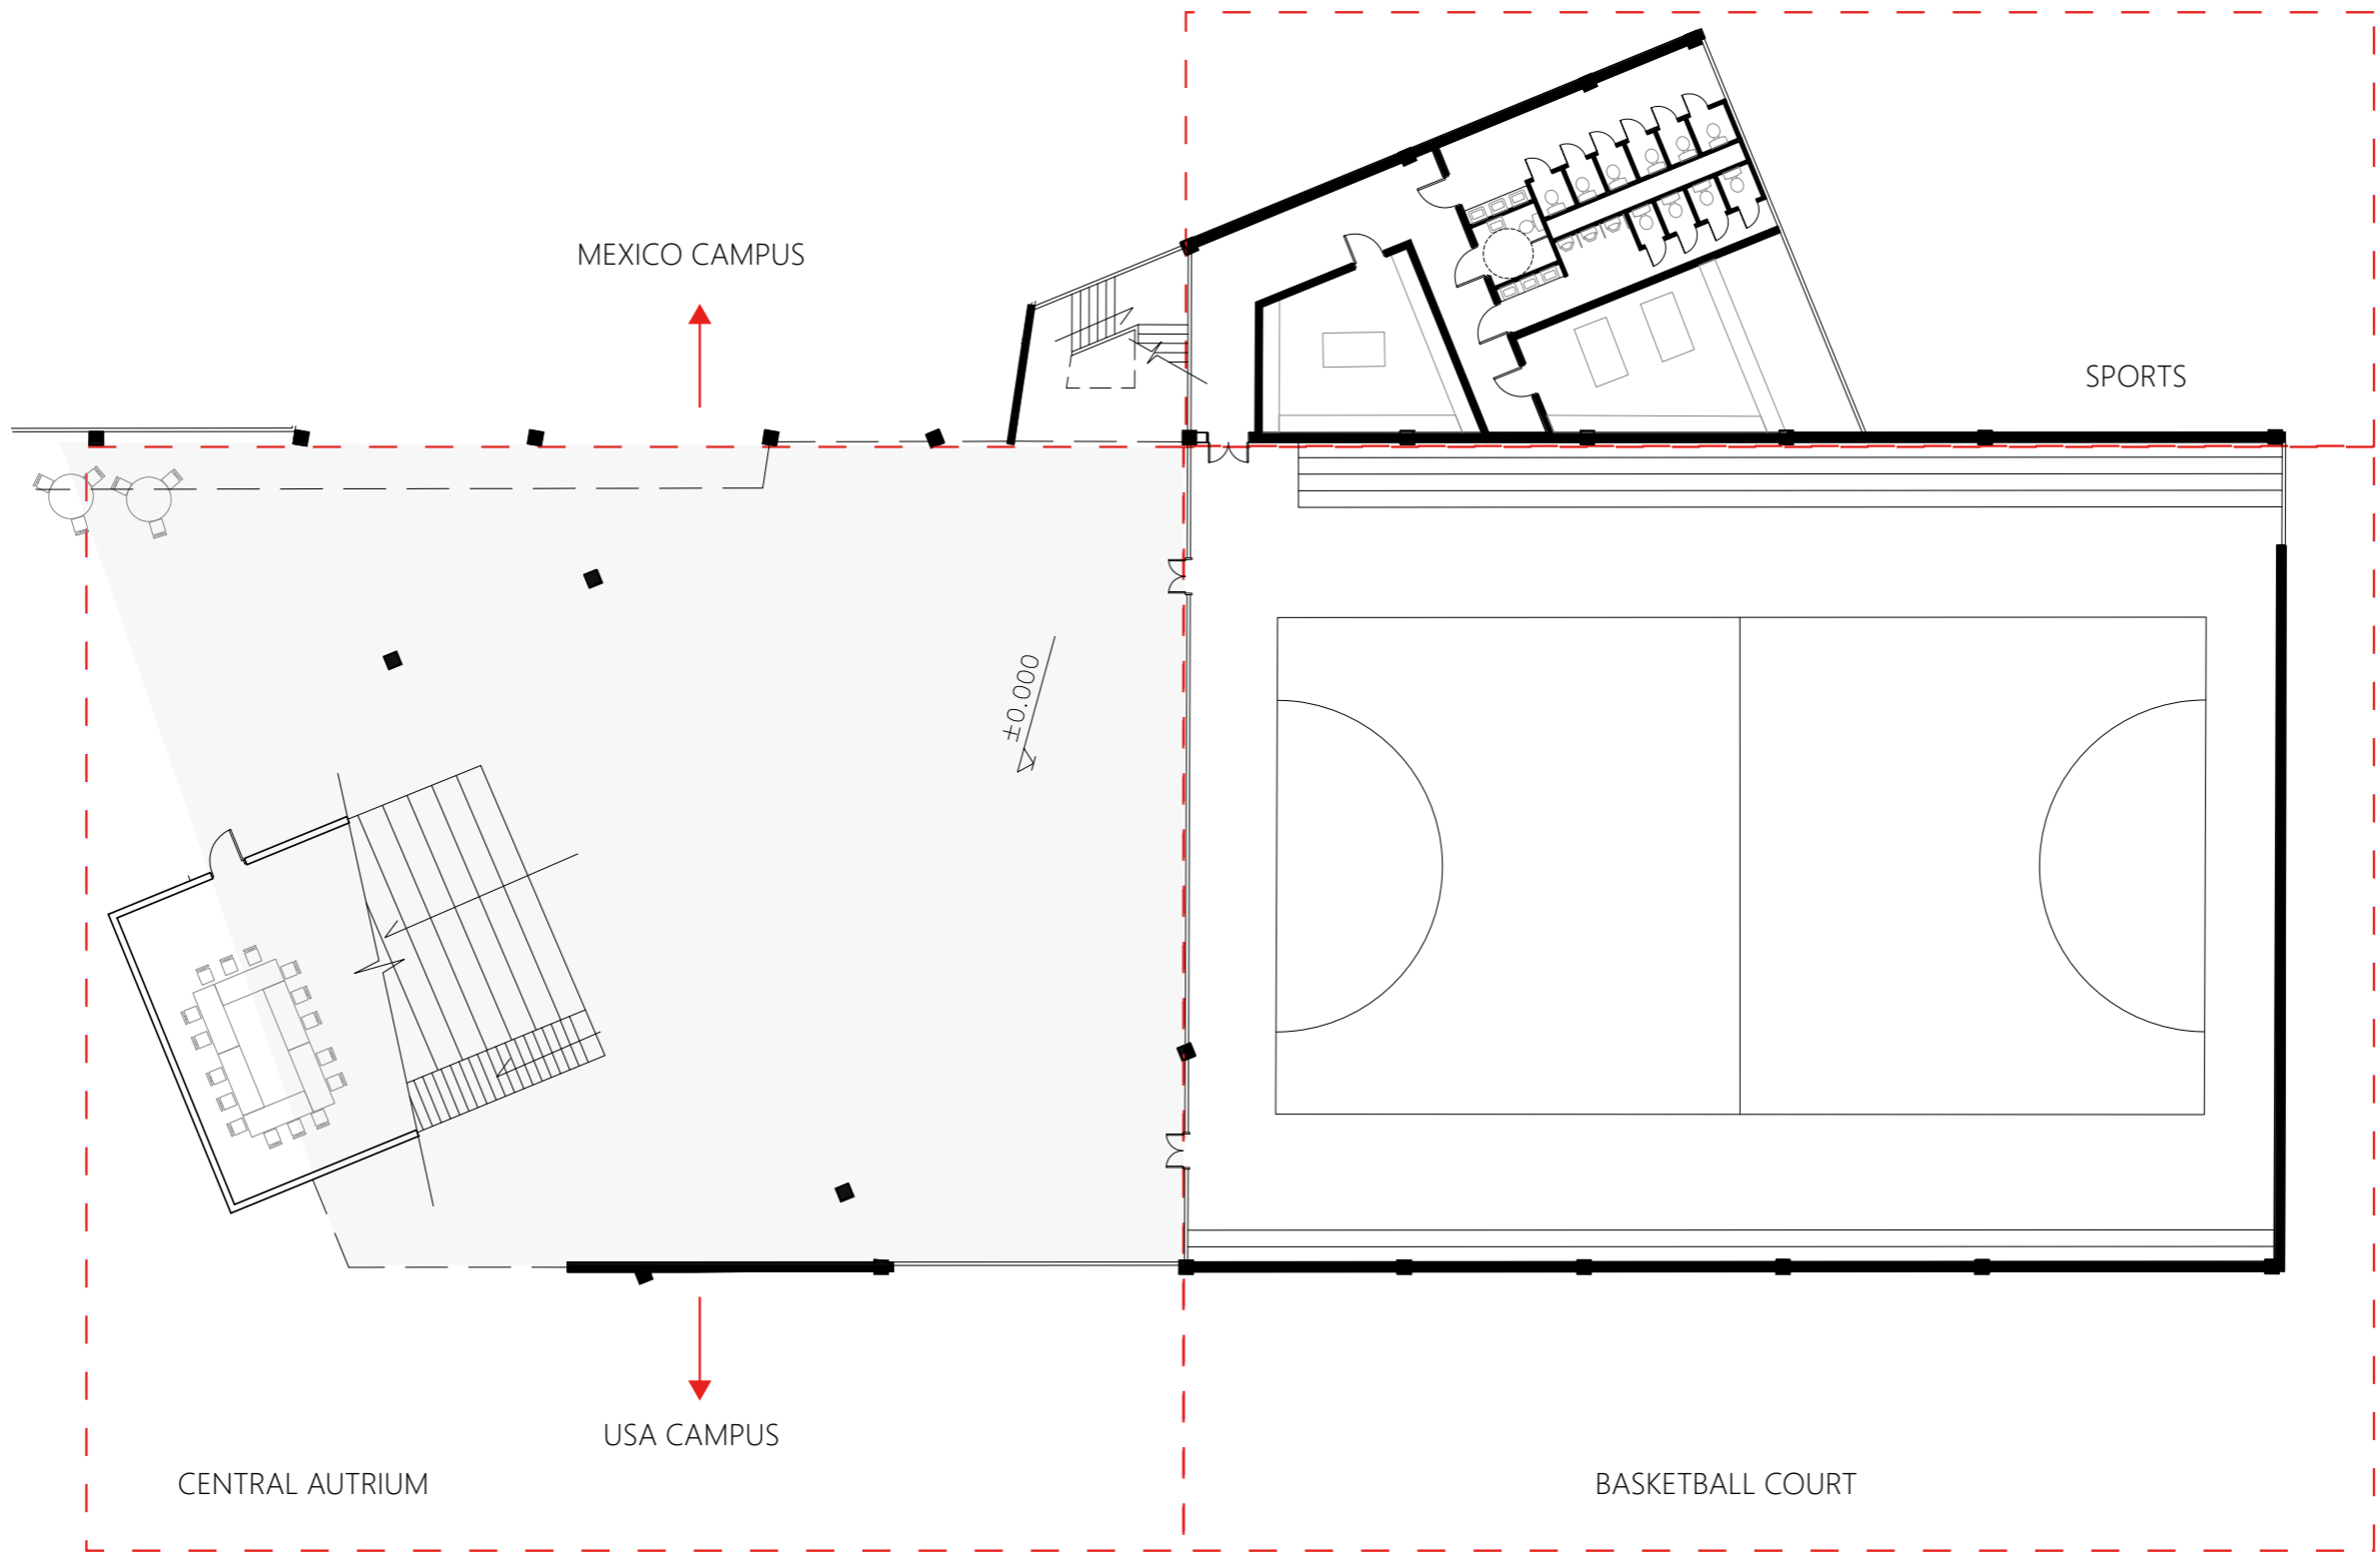 MEXICO CAMPUS
SPORTS
±0.000
USA CAMPUS
CENTRAL AUTRIUM
BASKETBALL COURT